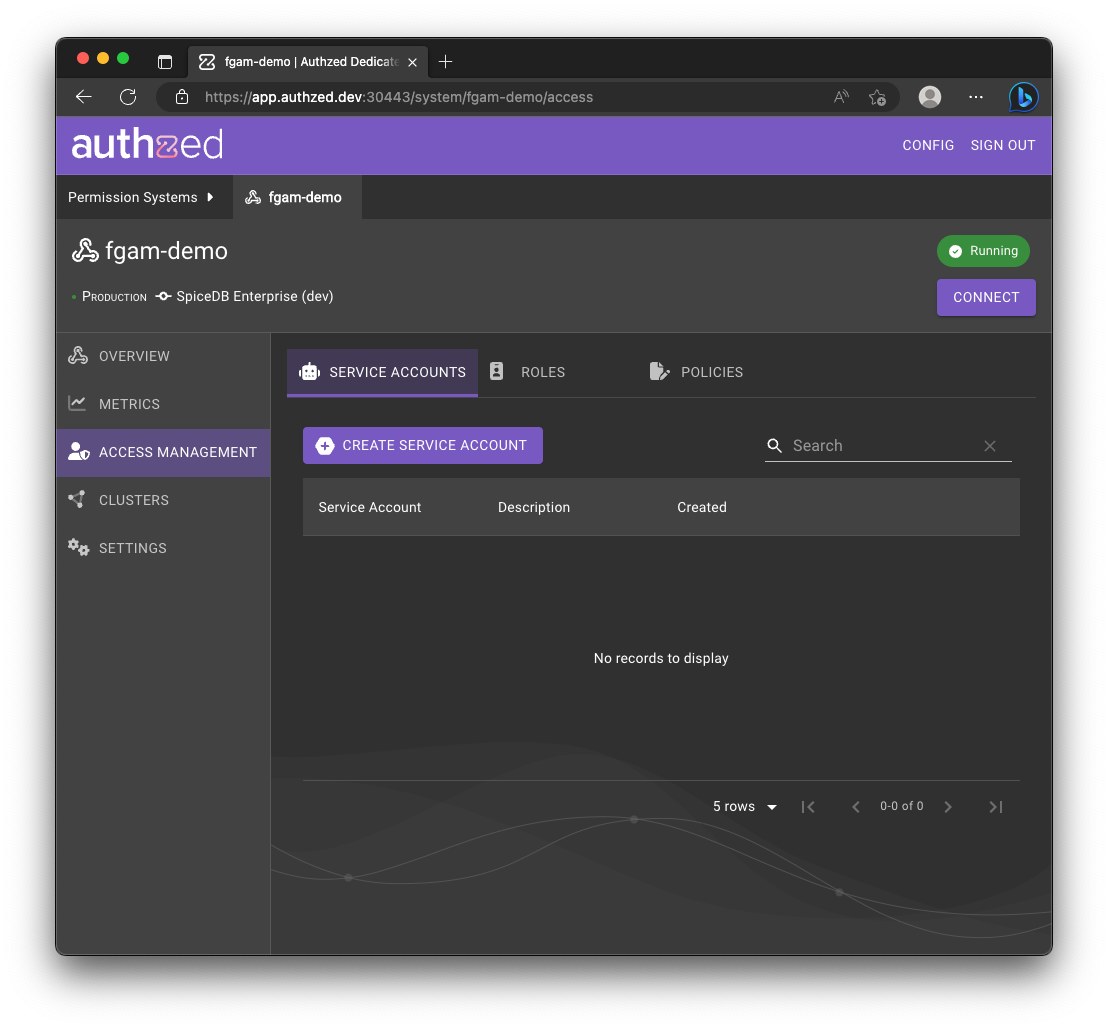 fgam-demo | Authzed Dedicate
https://app.authzed.dev:30443/system/fgam-demo/access
authzed
CONFIG SIGN OUT
Permission Systems fgam-demo
fgam-demo
Running
PRODUCTION SpiceDB Enterprise (dev)
CONNECT
OVERVIEW
METRICS
ACCESS MANAGEMENT
CLUSTERS
SETTINGS
SERVICE ACCOUNTS ROLES POLICIES
CREATE SERVICE ACCOUNT
Search
Service Account Description Created
No records to display
5 rows 0-0 of 0